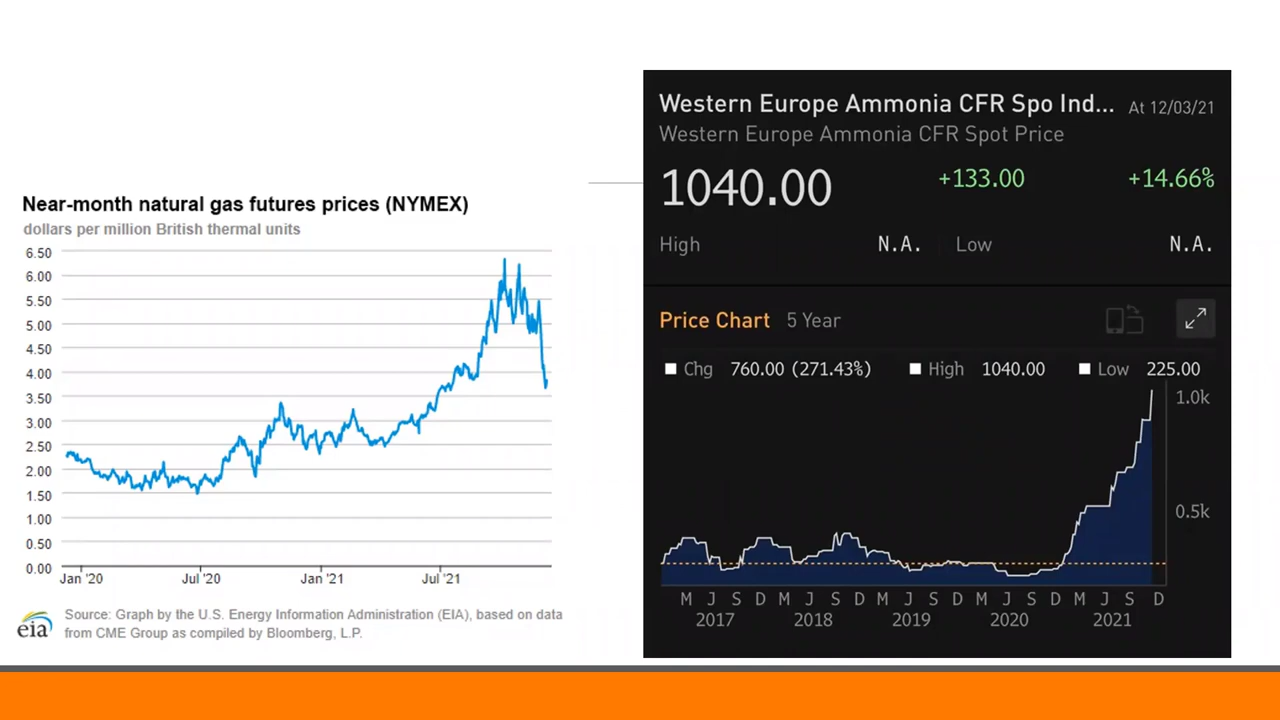 Near-month natural gas futures prices (NYMEX)
dollars per million British thermal units
6.50
6.00
5.50
5.00
4.50
4.00
3.50
3.00
2.50
2.00
1.50
1.00
0.50
0.00
Jan '20 Jul '20 Jan '21 Jul '21
eia
Source: Graph by the U.S. Energy Information Administration (EIA), based on data
from CME Group as compiled by Bloomberg, L.P.
Western Europe Ammonia CFR Spo Ind... At 12/03/21
Western Europe Ammonia CFR Spot Price
1040.00 +133.00 +14.66%
High N.A. Low N.A.
Price Chart 5 Year
Chg 760.00 (271.43%) High 1040.00 Low 225.00
1.0k
0.5k
M J S D M J S D M J S D M J S D M J S D
2017 2018 2019 2020 2021